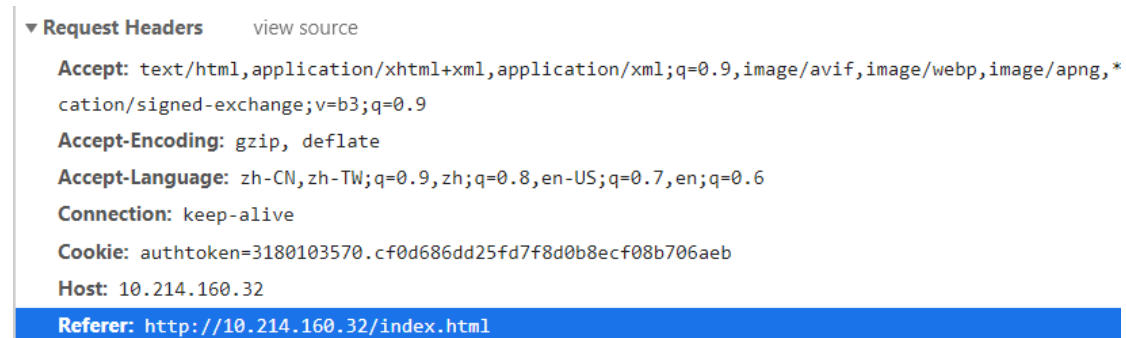 ▼ Request Headers view source
Accept: text/html,application/xhtml+xml,application/xml;q=0.9,image/avif,image/webp,image/apng,*
cation/signed-exchange;v=b3;q=0.9
Accept-Encoding: gzip, deflate
Accept-Language: zh-CN,zh-TW;q=0.9,zh;q=0.8,en-US;q=0.7,en;q=0.6
Connection: keep-alive
Cookie: authtoken=3180103570.cf0d686dd25fd7f8d0b8ecf08b706aeb
Host: 10.214.160.32
Referer: http://10.214.160.32/index.html